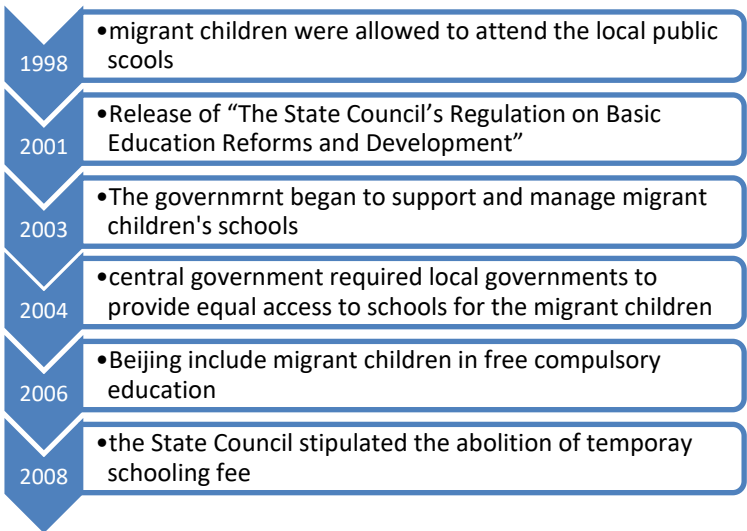 1998
•migrant children were allowed to attend the local public
scools
2001
•Release of “The State Council’s Regulation on Basic
Education Reforms and Development”
2003
•The governmrnt began to support and manage migrant
children's schools
2004
•central government required local governments to
provide equal access to schools for the migrant children
2006
•Beijing include migrant children in free compulsory
education
2008
•the State Council stipulated the abolition of temporay
schooling fee